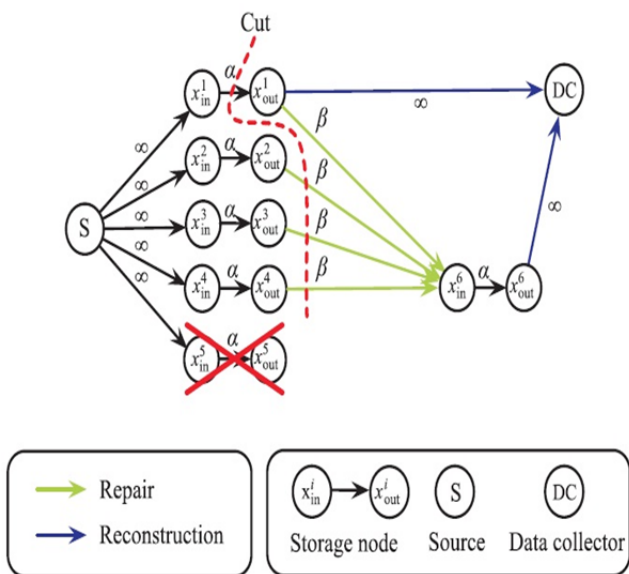 Cut
α
x¹in x¹out
∞
DC
β
∞
α
x²in x²out
∞
β
∞
α
x³in x³out
∞
β
∞
S
∞
α
x⁴in x⁴out
β
α
x⁶in x⁶out
∞
α
x⁵in x⁵out
Repair
Reconstruction
xⁱin xⁱout
S
DC
Storage node Source Data collector